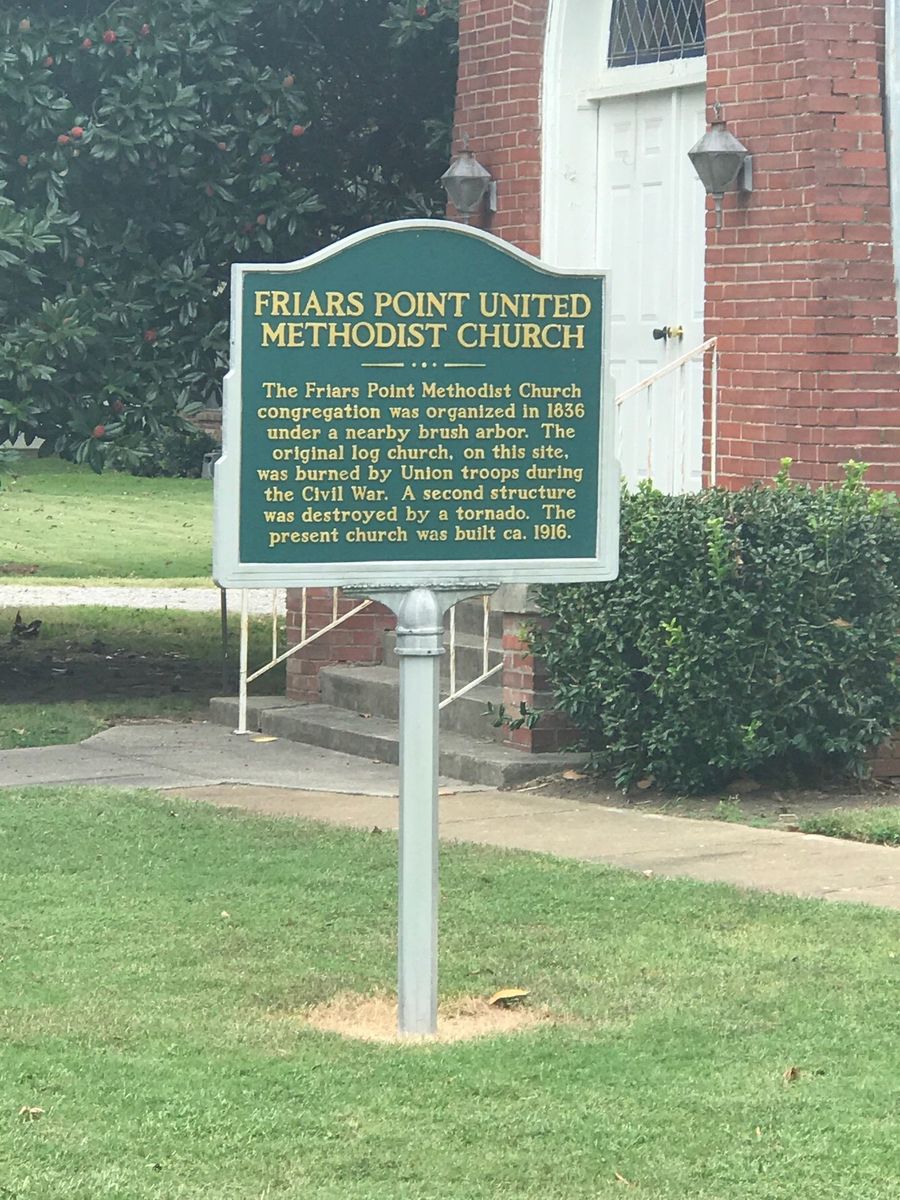 FRIARS POINT UNITED
METHODIST CHURCH
The Friars Point Methodist Church
congregation was organized in 1836
under a nearby brush arbor. The
original log church, on this site,
was burned by Union troops during
the Civil War. A second structure
was destroyed by a tornado. The
present church was built ca. 1916.